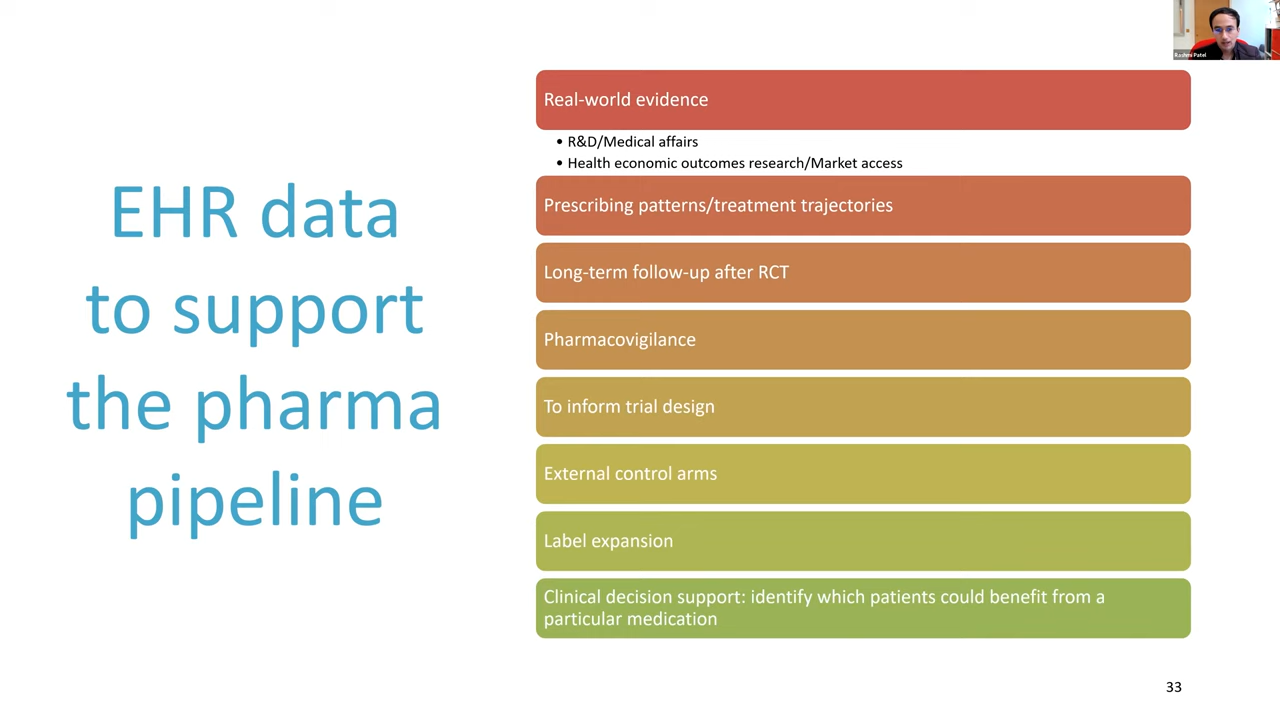 Rashmi Patel
EHR data
to support
the pharma
pipeline
Real-world evidence
• R&D/Medical affairs
• Health economic outcomes research/Market access
Prescribing patterns/treatment trajectories
Long-term follow-up after RCT
Pharmacovigilance
To inform trial design
External control arms
Label expansion
Clinical decision support: identify which patients could benefit from a
particular medication
33